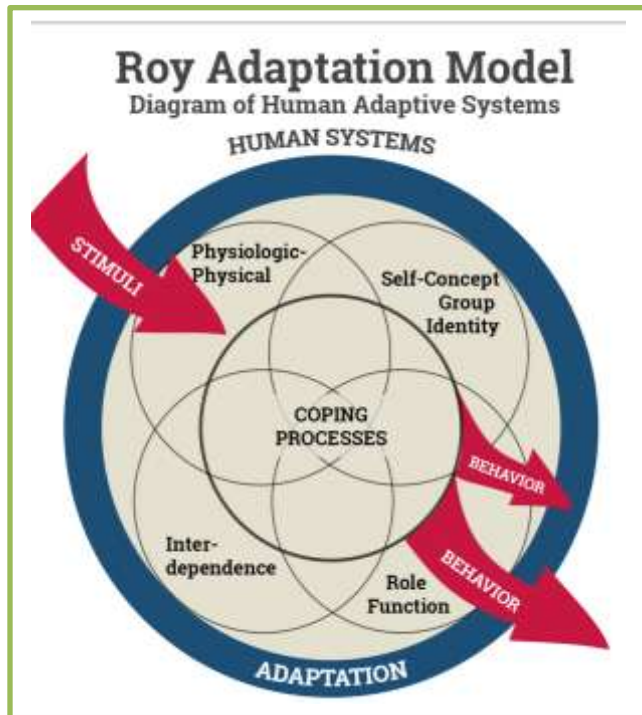 Roy Adaptation Model
Diagram of Human Adaptive Systems
HUMAN SYSTEMS
STIMULI
Physiologic-
Physical
Self-Concept
Group
Identity
COPING
PROCESSES
BEHAVIOR
Inter-
dependence
Role
Function
BEHAVIOR
ADAPTATION